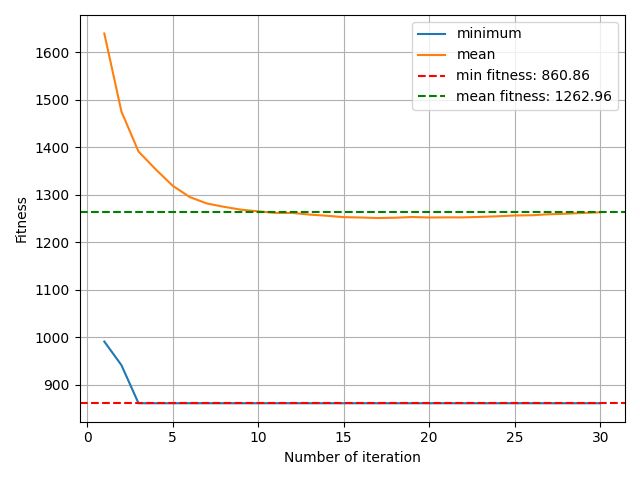 minimum
mean
min fitness: 860.86
mean fitness: 1262.96
1600
1500
1400
1300
1200
1100
1000
900
Fitness
0 5 10 15 20 25 30
Number of iteration